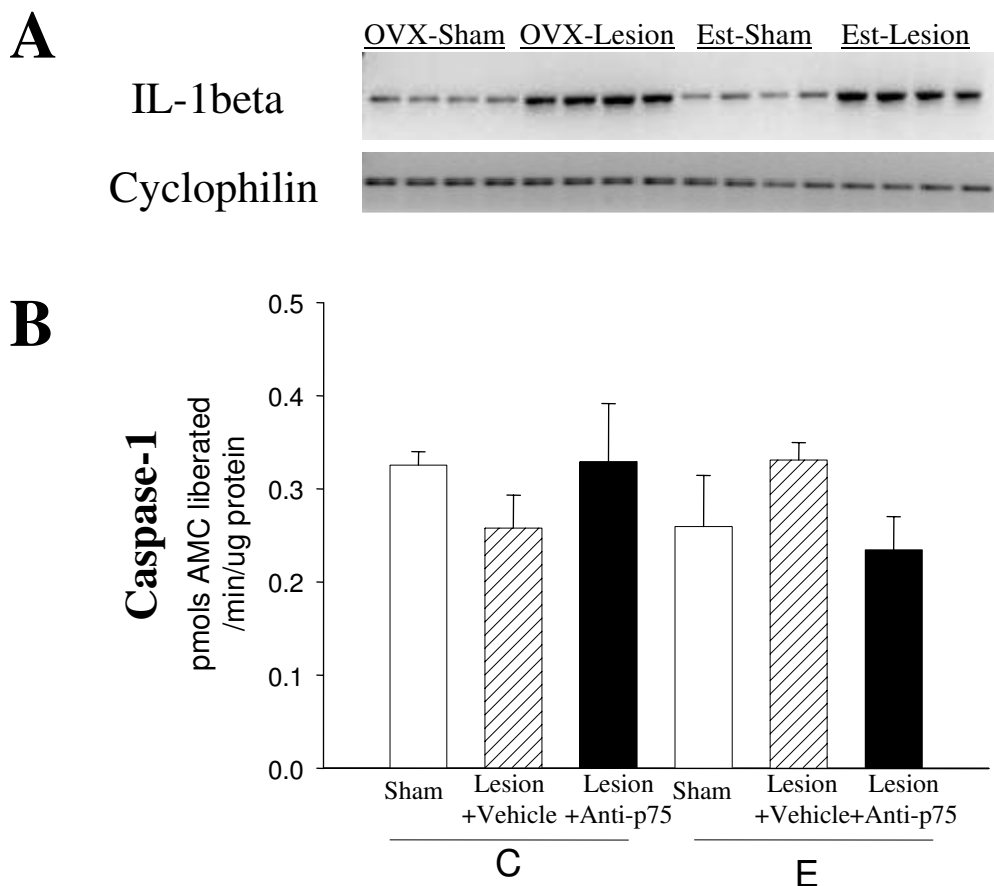 A
OVX-Sham OVX-Lesion Est-Sham Est-Lesion
IL-1beta
Cyclophilin
B
Caspase-1
pmols AMC liberated
/min/ug protein
0.5
0.4
0.3
0.2
0.1
0.0
Sham Lesion Lesion Sham Lesion Lesion
+Vehicle +Anti-p75 +Vehicle+Anti-p75
C E